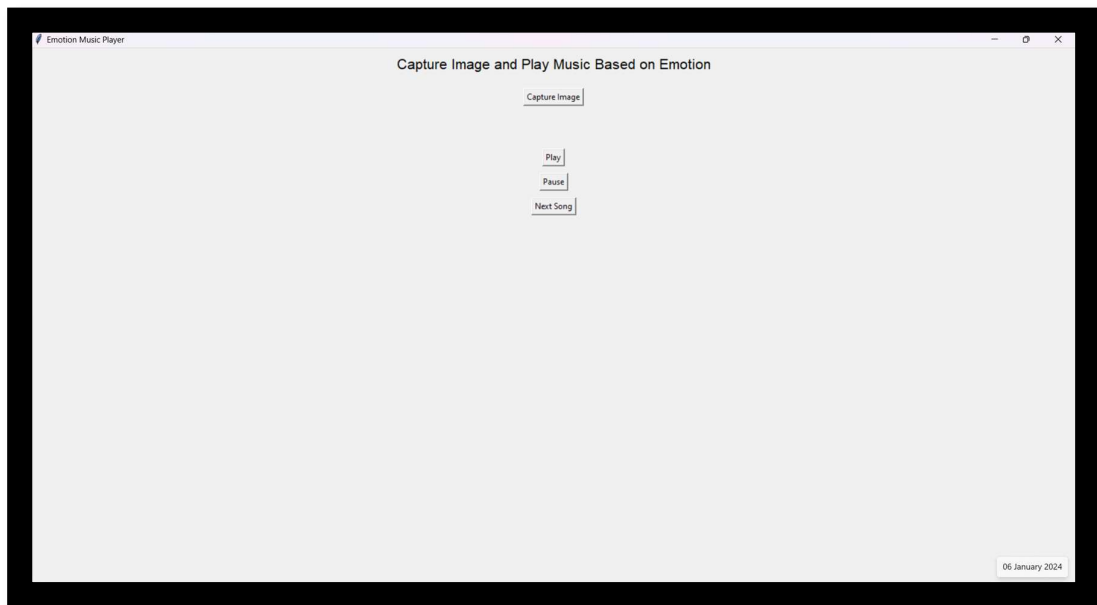 Emotion Music Player
Capture Image and Play Music Based on Emotion
Capture Image
Play
Pause
Next Song
06 January 2024